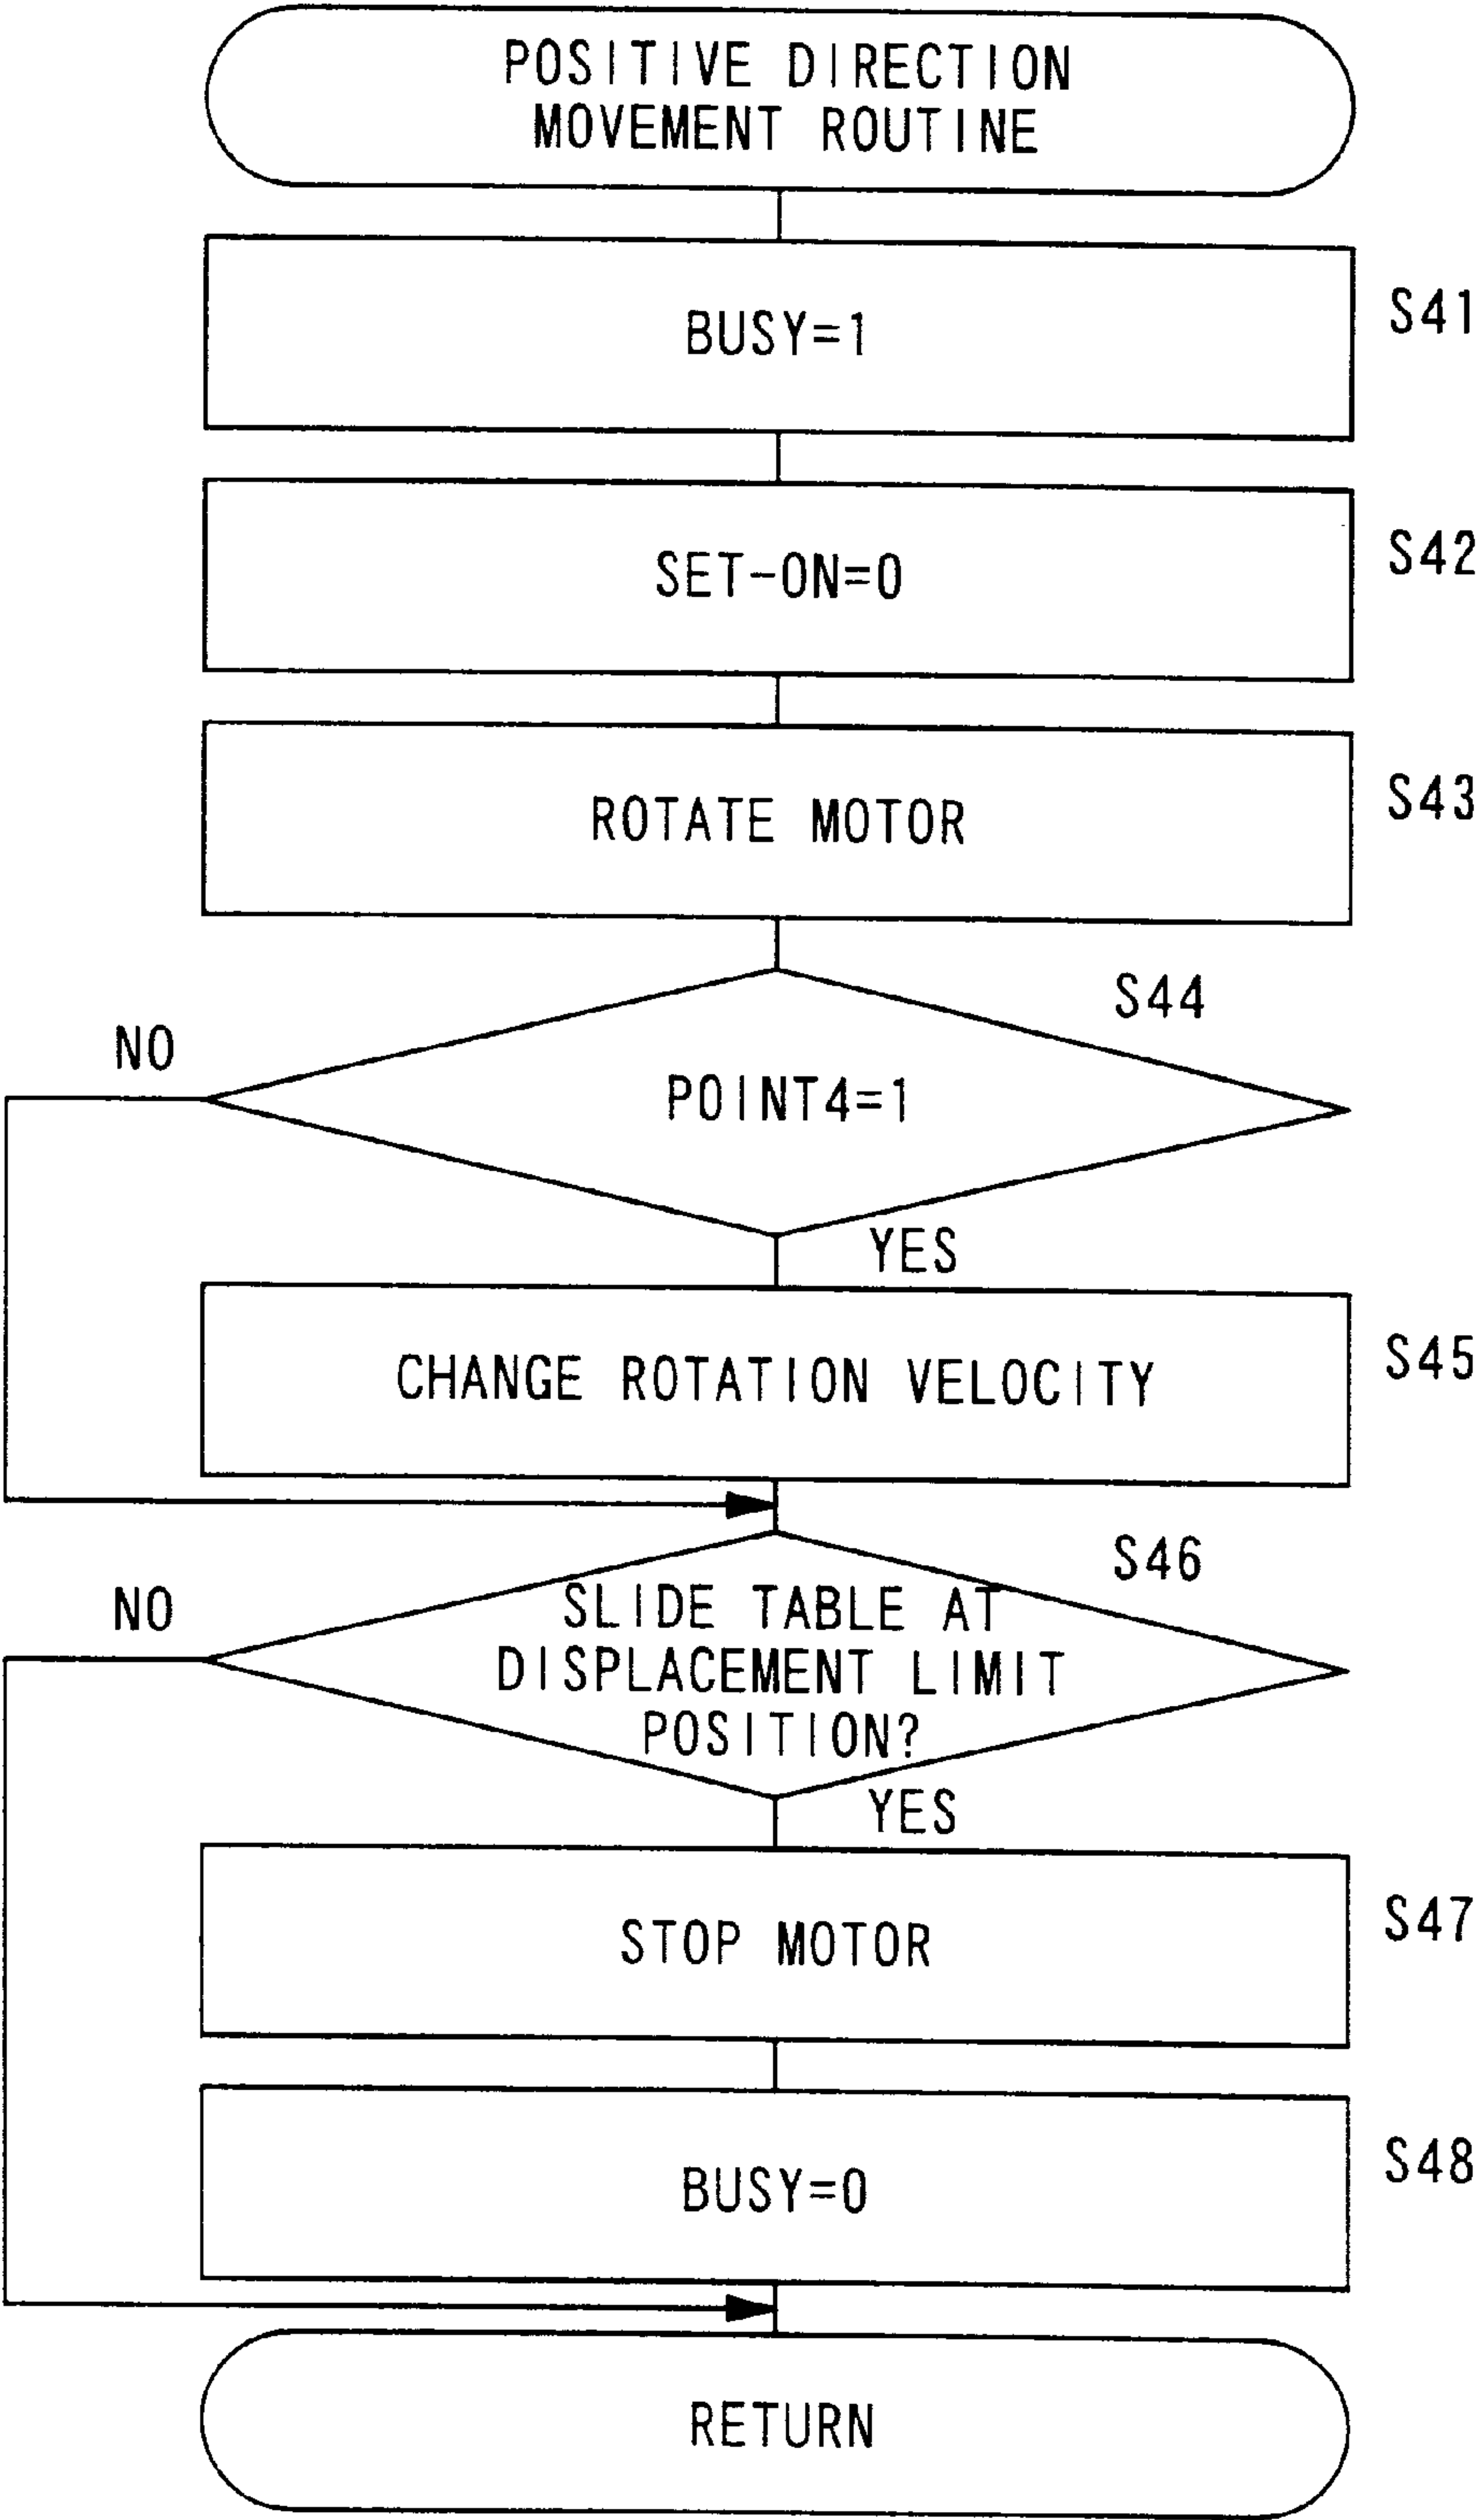 POSITIVE DIRECTION
MOVEMENT ROUTINE
BUSY=1
S41
SET-ON=0
S42
ROTATE MOTOR
S43
S44
NO
POINT4=1
YES
CHANGE ROTATION VELOCITY
S45
S46
NO
SLIDE TABLE AT
DISPLACEMENT LIMIT
POSITION?
YES
STOP MOTOR
S47
BUSY=0
S48
RETURN